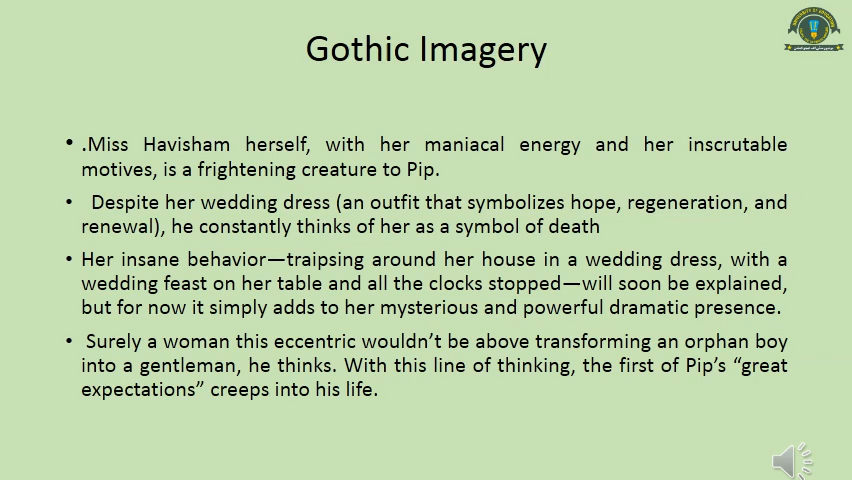 Gothic Imagery
• .Miss Havisham herself, with her maniacal energy and her inscrutable
motives, is a frightening creature to Pip.
• Despite her wedding dress (an outfit that symbolizes hope, regeneration, and
renewal), he constantly thinks of her as a symbol of death
• Her insane behavior—traipsing around her house in a wedding dress, with a
wedding feast on her table and all the clocks stopped—will soon be explained,
but for now it simply adds to her mysterious and powerful dramatic presence.
• Surely a woman this eccentric wouldn’t be above transforming an orphan boy
into a gentleman, he thinks. With this line of thinking, the first of Pip’s “great
expectations” creeps into his life.